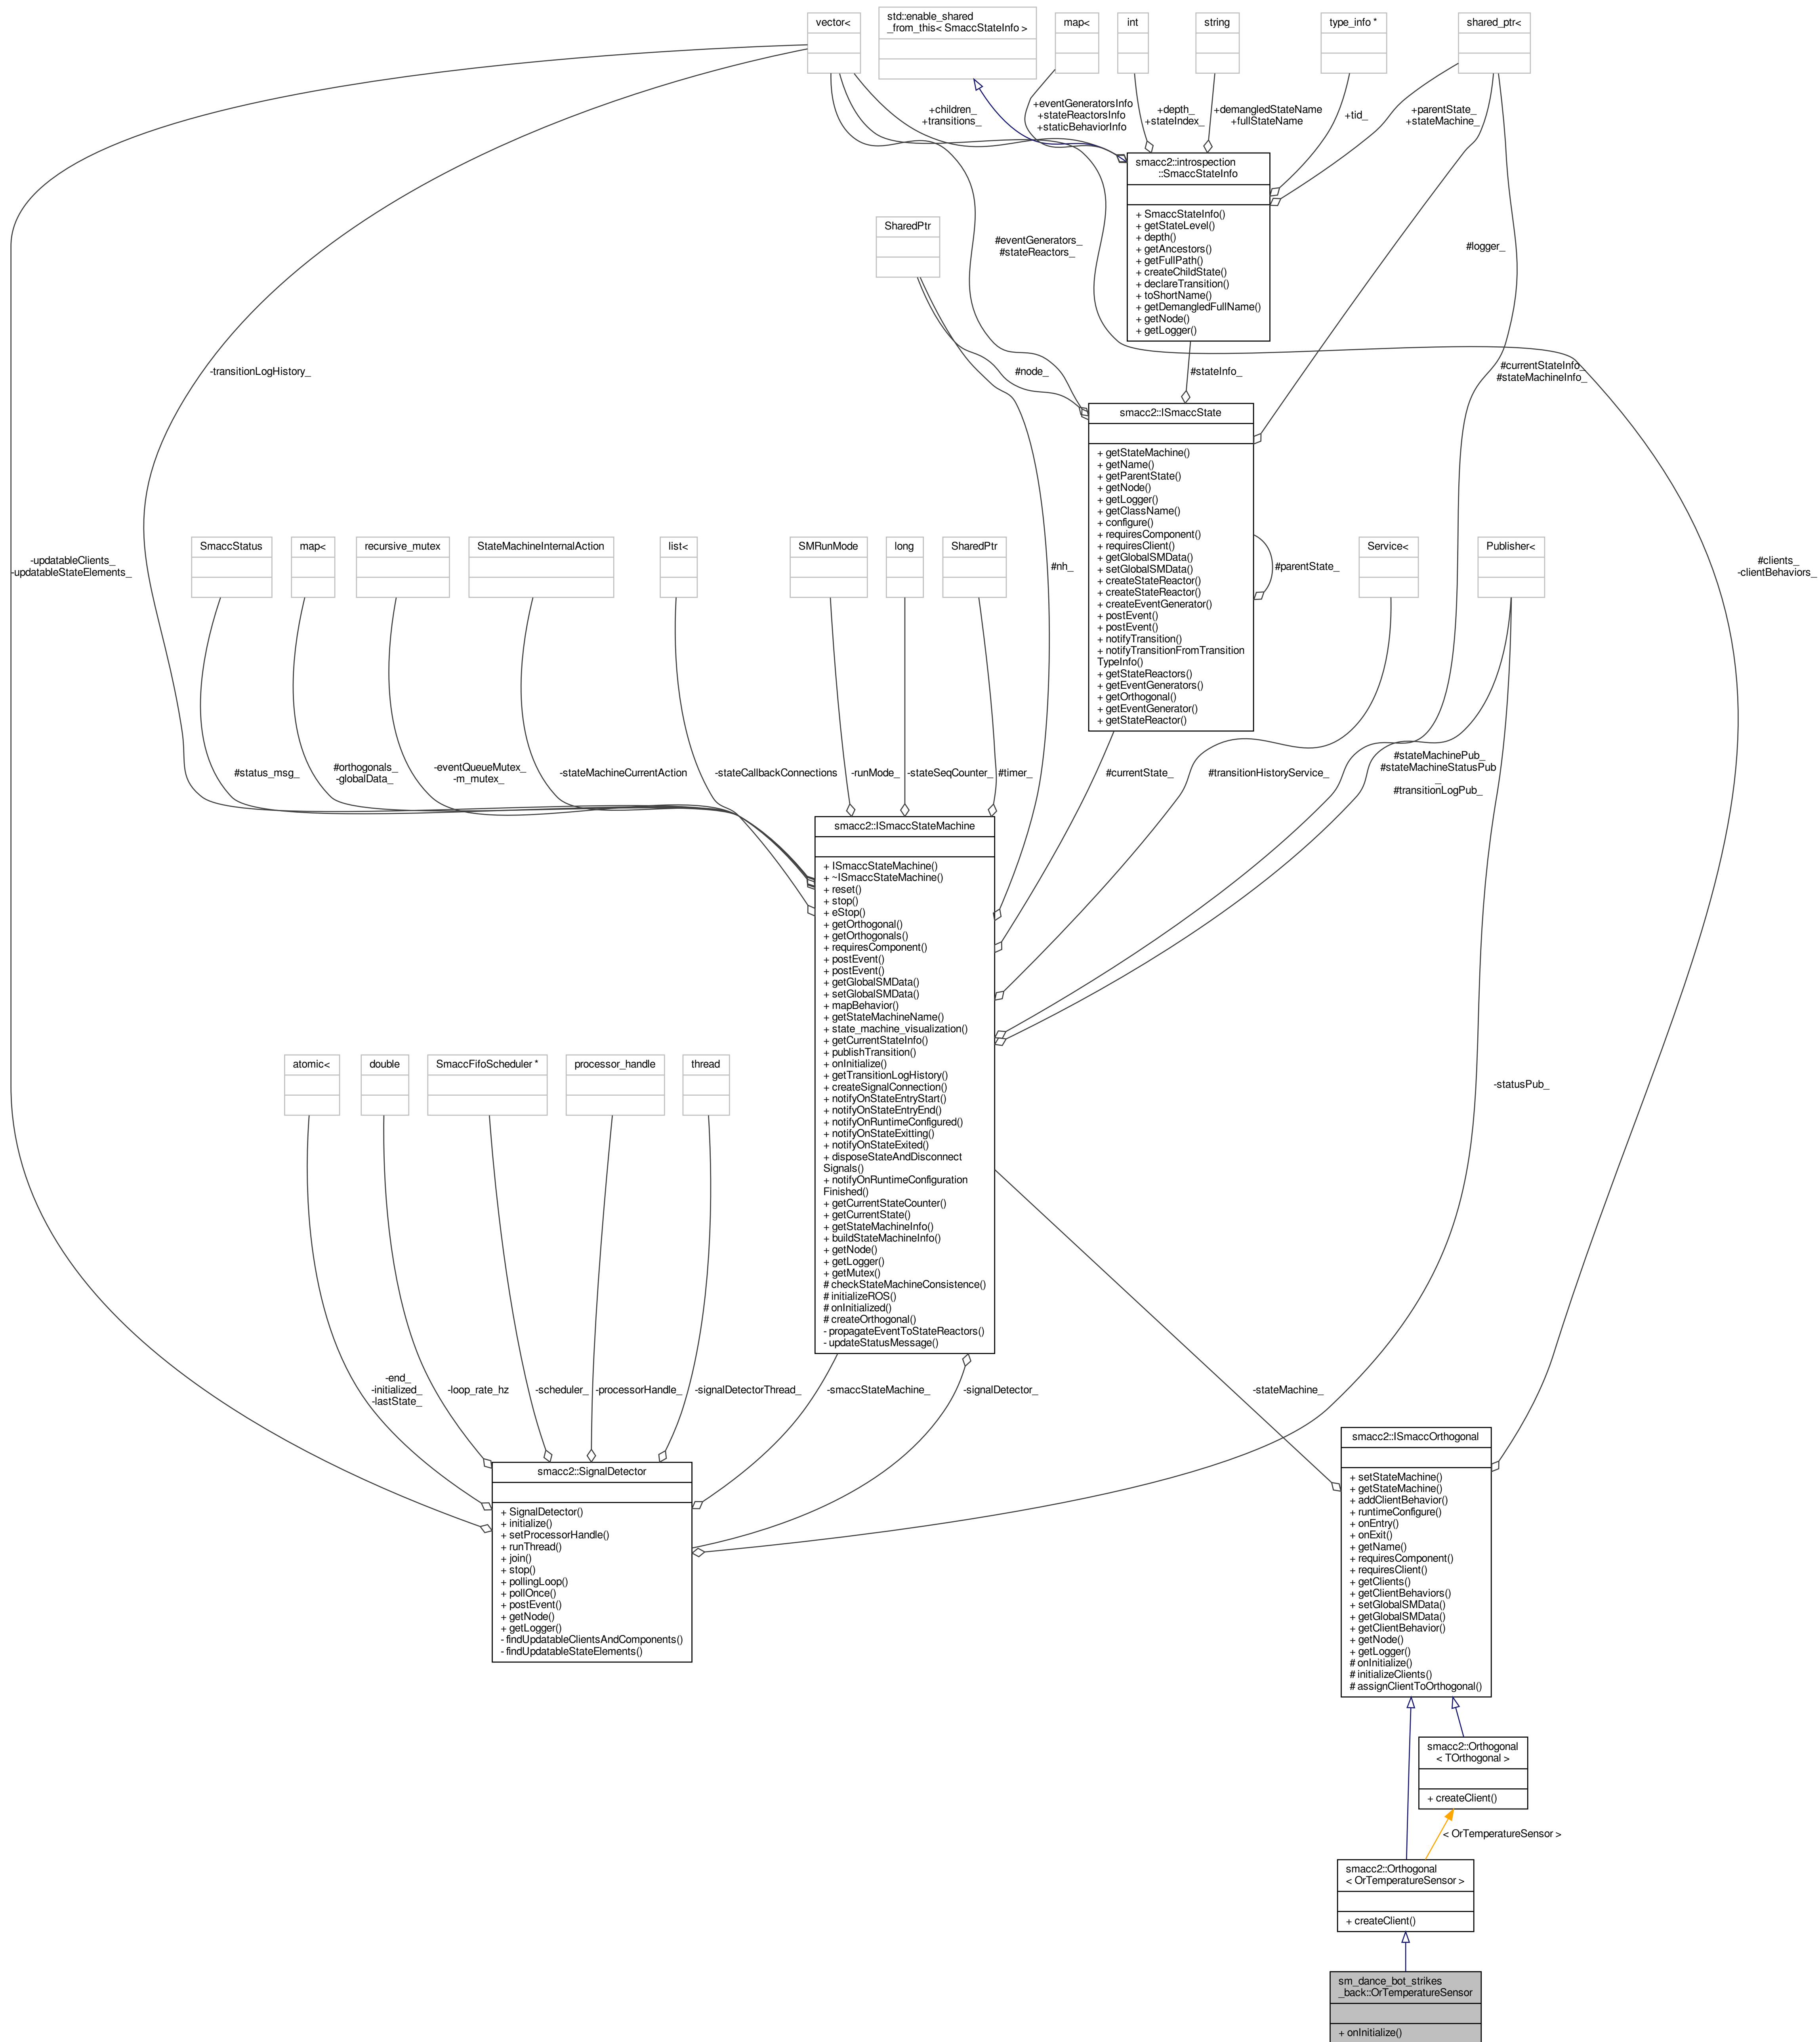 vector<
std::enable_shared
_from_this< SmaccStateInfo >
map<
int
string
type_info *
shared_ptr<
+children_
+transitions_
+eventGeneratorsInfo
+stateReactorsInfo
+staticBehaviorInfo
+depth_
+stateIndex_
+demangledStateName
+fullStateName
+tid_
+parentState_
+stateMachine_
smacc2::introspection
::SmaccStateInfo
+ SmaccStateInfo()
+ getStateLevel()
+ depth()
+ getAncestors()
+ getFullPath()
+ createChildState()
+ declareTransition()
+ toShortName()
+ getDemangledFullName()
+ getNode()
+ getLogger()
SharedPtr
#eventGenerators_
#stateReactors_
#logger_
-transitionLogHistory_
#node_
#stateInfo_
#currentStateInfo_
#stateMachineInfo_
smacc2::ISmaccState
+ getStateMachine()
+ getName()
+ getParentState()
+ getNode()
+ getLogger()
+ getClassName()
+ configure()
+ requiresComponent()
+ requiresClient()
+ getGlobalSMData()
+ setGlobalSMData()
+ createStateReactor()
+ createStateReactor()
+ createEventGenerator()
+ postEvent()
+ postEvent()
+ notifyTransition()
+ notifyTransitionFromTransition
TypeInfo()
+ getStateReactors()
+ getEventGenerators()
+ getOrthogonal()
+ getEventGenerator()
+ getStateReactor()
#parentState_
-updatableClients_
-updatableStateElements_
SmaccStatus
map<
recursive_mutex
StateMachineInternalAction
list<
SMRunMode
long
SharedPtr
#nh_
Service<
Publisher<
#clients_
-clientBehaviors_
#status_msg_
#orthogonals_
-globalData_
-eventQueueMutex_
-m_mutex_
-stateMachineCurrentAction
-stateCallbackConnections
-runMode_
-stateSeqCounter_
#timer_
#currentState_
#transitionHistoryService_
#stateMachinePub_
#stateMachineStatusPub
_
#transitionLogPub_
smacc2::ISmaccStateMachine
+ ISmaccStateMachine()
+ ~ISmaccStateMachine()
+ reset()
+ stop()
+ eStop()
+ getOrthogonal()
+ getOrthogonals()
+ requiresComponent()
+ postEvent()
+ postEvent()
+ getGlobalSMData()
+ setGlobalSMData()
+ mapBehavior()
+ getStateMachineName()
+ state_machine_visualization()
+ getCurrentStateInfo()
+ publishTransition()
+ onInitialize()
+ getTransitionLogHistory()
+ createSignalConnection()
+ notifyOnStateEntryStart()
+ notifyOnStateEntryEnd()
+ notifyOnRuntimeConfigured()
+ notifyOnStateExitting()
+ notifyOnStateExited()
+ disposeStateAndDisconnect
Signals()
+ notifyOnRuntimeConfiguration
Finished()
+ getCurrentStateCounter()
+ getCurrentState()
+ getStateMachineInfo()
+ buildStateMachineInfo()
+ getNode()
+ getLogger()
+ getMutex()
# checkStateMachineConsistence()
# initializeROS()
# onInitialized()
# createOrthogonal()
- propagateEventToStateReactors()
- updateStatusMessage()
atomic<
double
SmaccFifoScheduler *
processor_handle
thread
-statusPub_
-end_
-initialized_
-lastState_
-loop_rate_hz
-scheduler_
-processorHandle_
-signalDetectorThread_
-smaccStateMachine_
-signalDetector_
-stateMachine_
smacc2::SignalDetector
+ SignalDetector()
+ initialize()
+ setProcessorHandle()
+ runThread()
+ join()
+ stop()
+ pollingLoop()
+ pollOnce()
+ postEvent()
+ getNode()
+ getLogger()
- findUpdatableClientsAndComponents()
- findUpdatableStateElements()
smacc2::ISmaccOrthogonal
+ setStateMachine()
+ getStateMachine()
+ addClientBehavior()
+ runtimeConfigure()
+ onEntry()
+ onExit()
+ getName()
+ requiresComponent()
+ requiresClient()
+ getClients()
+ getClientBehaviors()
+ setGlobalSMData()
+ getGlobalSMData()
+ getClientBehavior()
+ getNode()
+ getLogger()
# onInitialize()
# initializeClients()
# assignClientToOrthogonal()
smacc2::Orthogonal
< TOrthogonal >
+ createClient()
< OrTemperatureSensor >
smacc2::Orthogonal
< OrTemperatureSensor >
+ createClient()
sm_dance_bot_strikes
_back::OrTemperatureSensor
+ onInitialize()